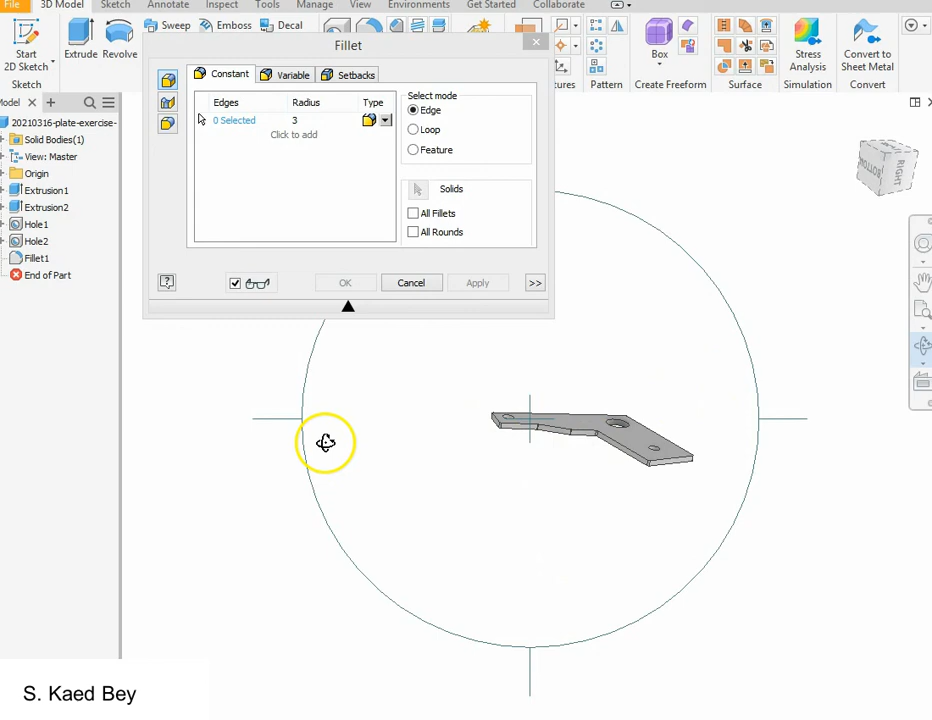 File 3D Model Sketch Annotate Inspect Tools Manage View Environments Get Started Collaborate
Start
2D Sketch
Extrude Revolve
Sweep Emboss Decal
Box
Stress
Analysis
Convert to
Sheet Metal
Sketch Pattern Create Freeform Surface Simulation Convert
Fillet
Constant Variable Setbacks
Edges Radius Type
0 Selected 3
Click to add
Select mode
Edge
Loop
Feature
Solids
All Fillets
All Rounds
OK Cancel Apply >>
20210316-plate-exercise-
Solid Bodies(1)
View: Master
Origin
Extrusion1
Extrusion2
Hole1
Hole2
Fillet1
End of Part
BOTTOM
RIGHT
S. Kaed Bey